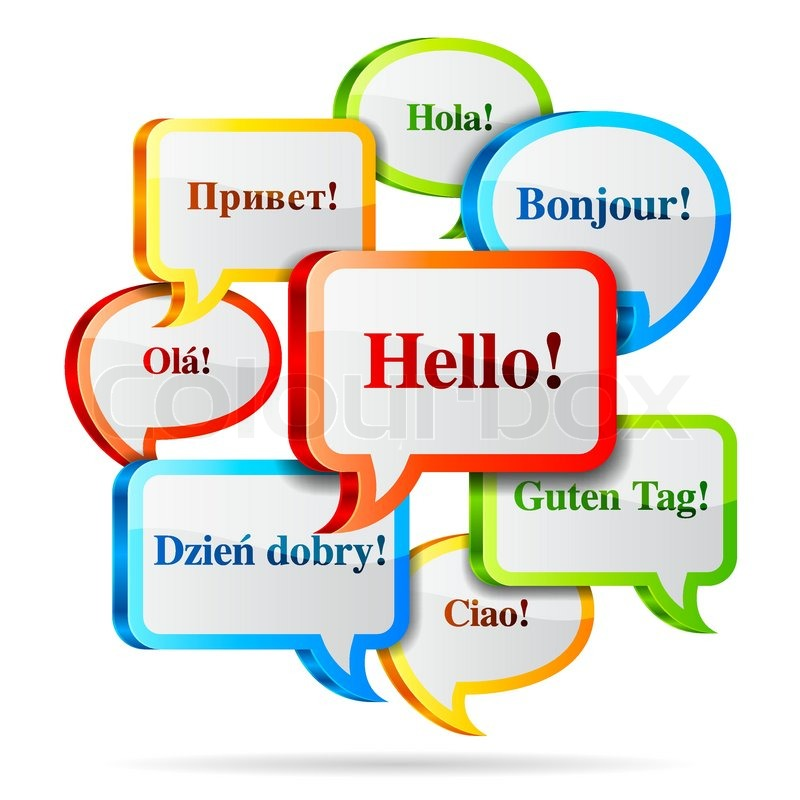 Hola!
Привет!
Bonjour!
Olá!
Hello!
Guten Tag!
Dzień dobry!
Ciao!
Colourbox